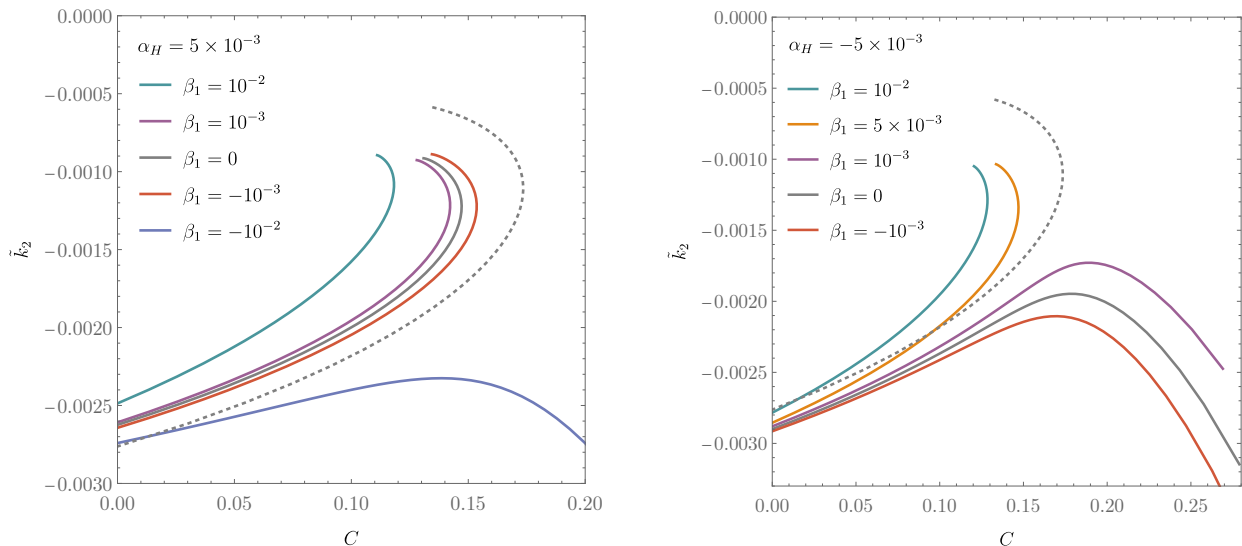 α_H = 5 × 10⁻³
β₁ = 10⁻²
β₁ = 10⁻³
β₁ = 0
β₁ = −10⁻³
β₁ = −10⁻²
0.0000
−0.0005
−0.0010
−0.0015
−0.0020
−0.0025
−0.0030
k̃₂
0.00 0.05 0.10 0.15 0.20
C
α_H = −5 × 10⁻³
β₁ = 10⁻²
β₁ = 5 × 10⁻³
β₁ = 10⁻³
β₁ = 0
β₁ = −10⁻³
0.0000
−0.0005
−0.0010
−0.0015
−0.0020
−0.0025
−0.0030
k̃₂
0.00 0.05 0.10 0.15 0.20 0.25
C